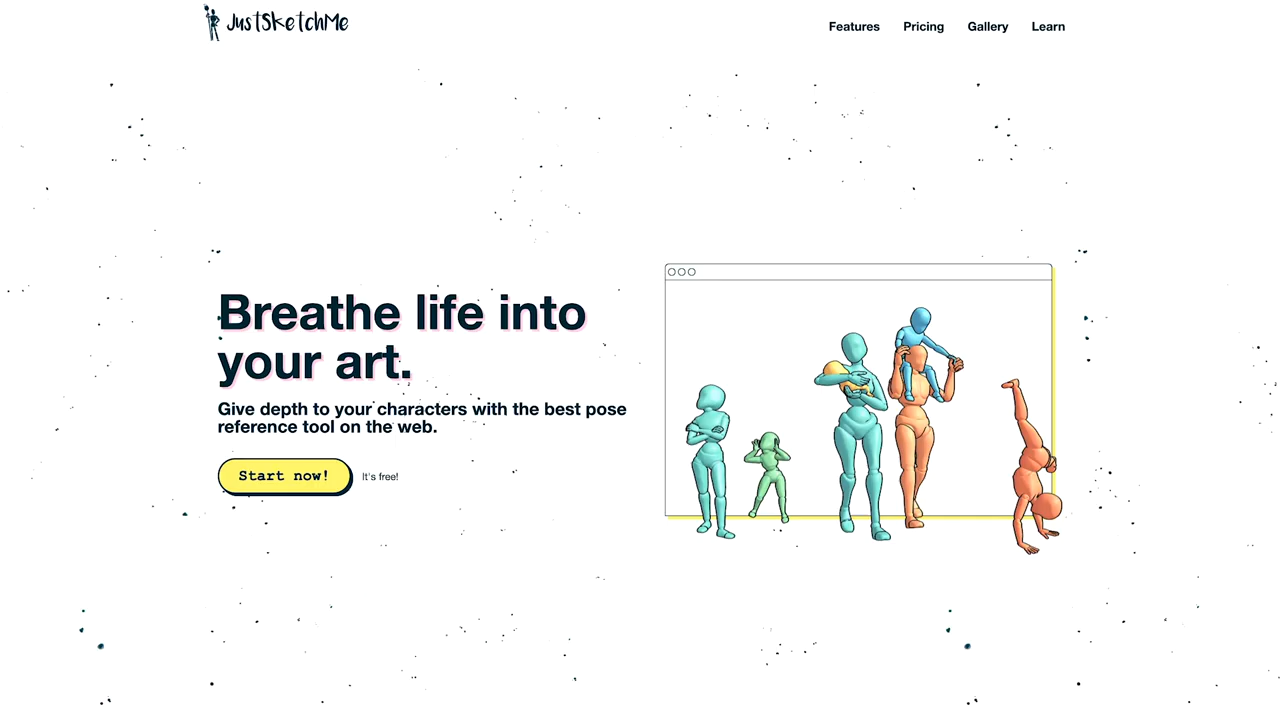 JustSketchMe
Features
Pricing
Gallery
Learn
Breathe life into
your art.
Give depth to your characters with the best pose
reference tool on the web.
Start now!
It's free!